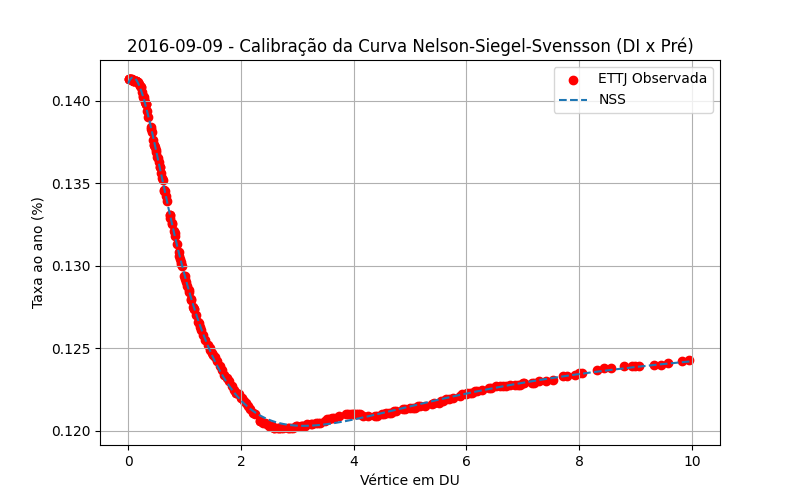 2016-09-09 - Calibração da Curva Nelson-Siegel-Svensson (DI x Pré)
ETTJ Observada
NSS
Taxa ao ano (%)
0.140
0.135
0.130
0.125
0.120
0 2 4 6 8 10
Vértice em DU